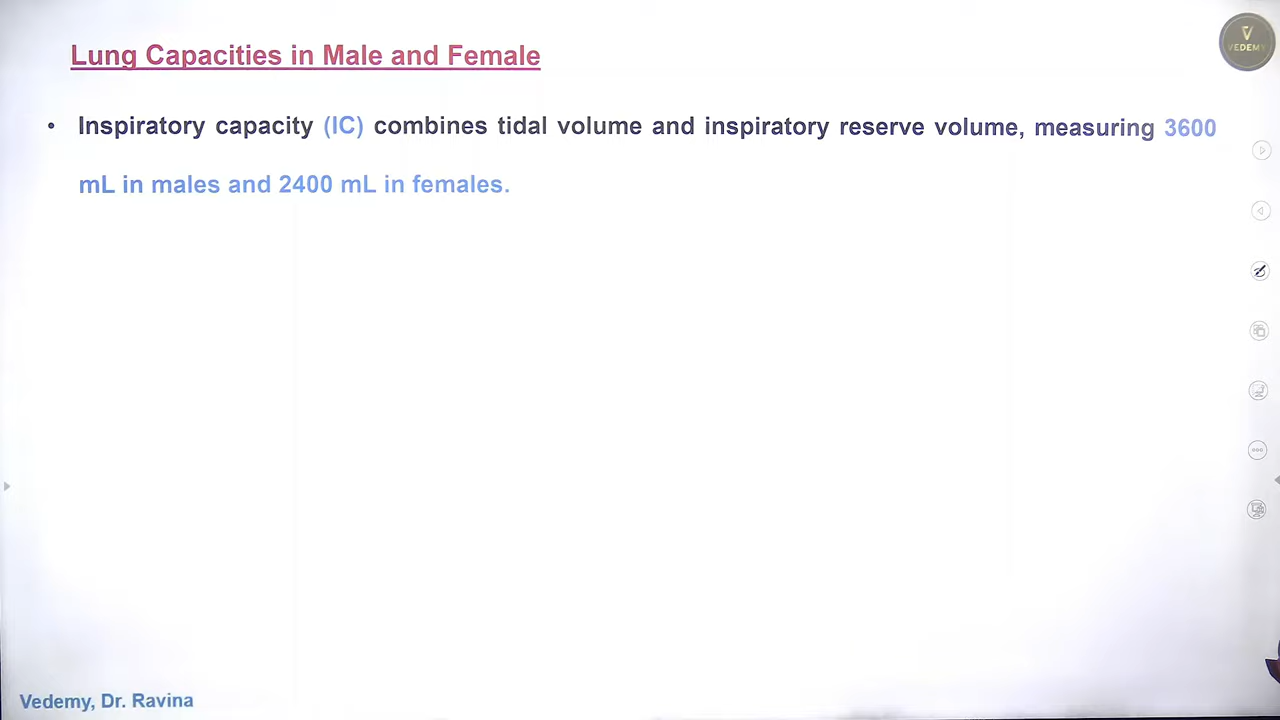 Lung Capacities in Male and Female
VEDEMY
• Inspiratory capacity (IC) combines tidal volume and inspiratory reserve volume, measuring 3600
mL in males and 2400 mL in females.
Vedemy, Dr. Ravina